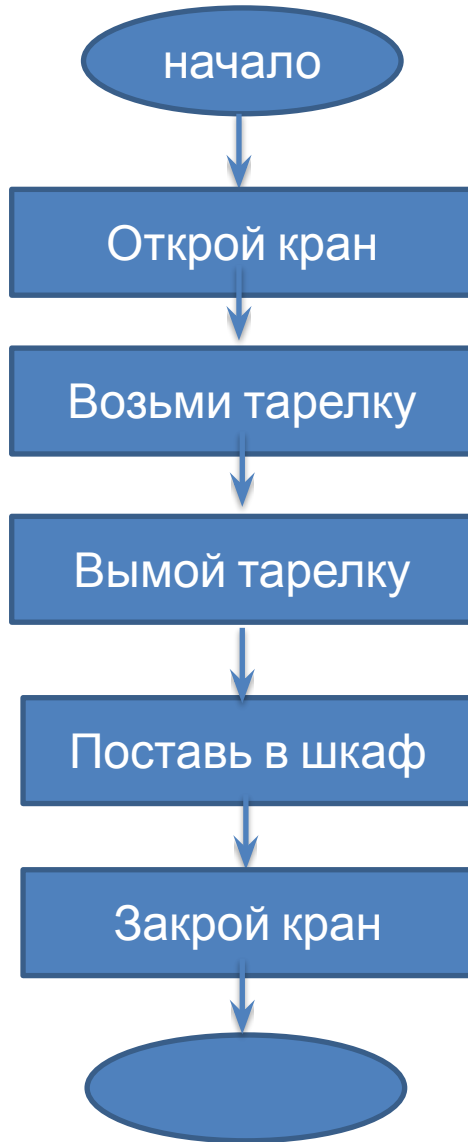 начало
Открой кран
Возьми тарелку
Вымой тарелку
Поставь в шкаф
Закрой кран